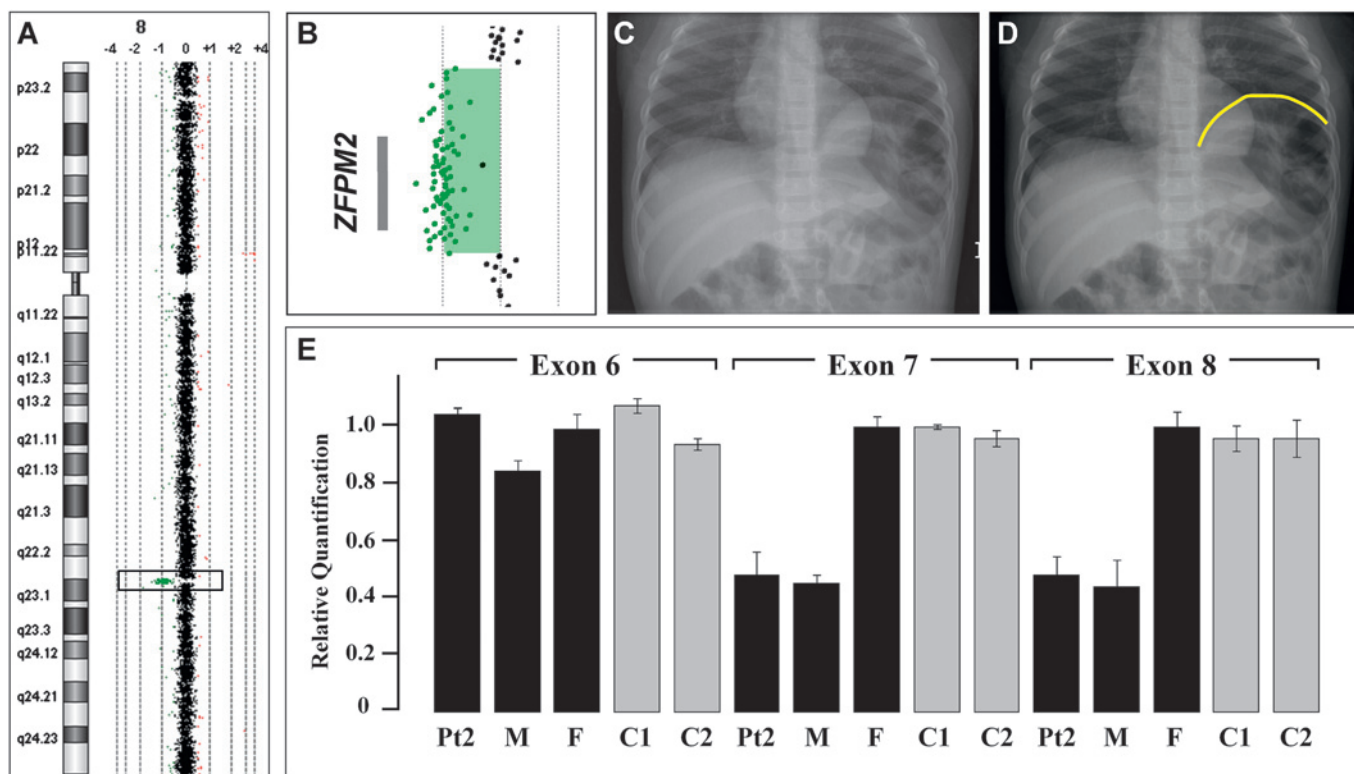 A
8
-4 -2 -1 0 +1 +2 +4
p23.2
p22
p21.2
p12
p11.22
q11.22
q12.1
q12.3
q13.2
q21.11
q21.13
q21.3
q22.2
q23.1
q23.3
q24.12
q24.21
q24.23
B
ZFPM2
C
D
E
Exon 6 Exon 7 Exon 8
Relative Quantification
1.0
0.8
0.6
0.4
0.2
0
Pt2 M F C1 C2 Pt2 M F C1 C2 Pt2 M F C1 C2